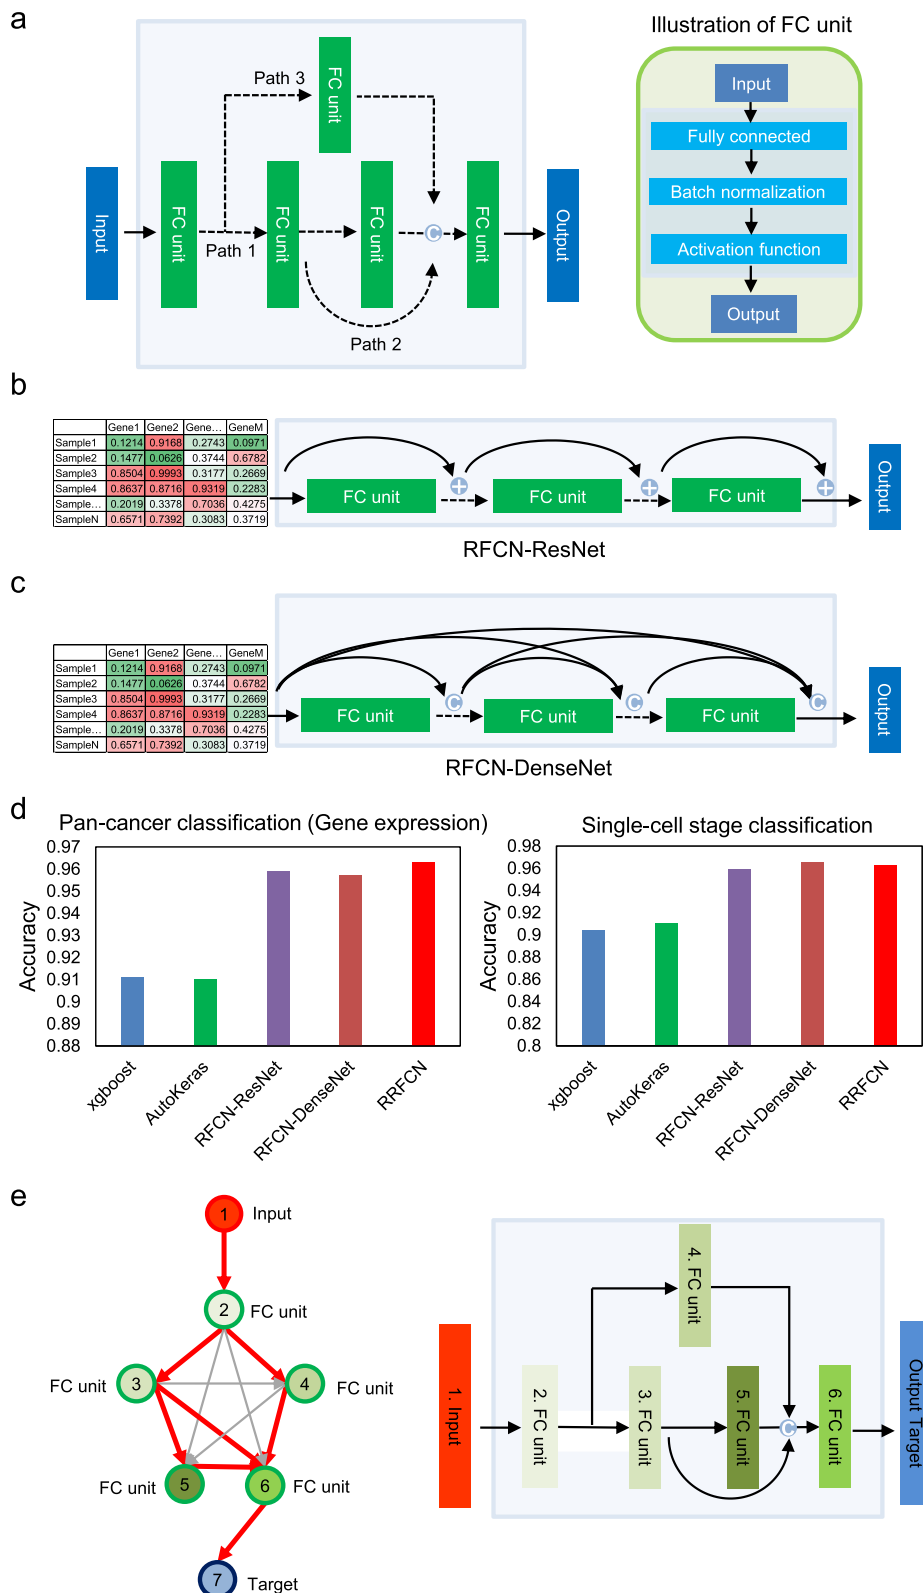 a
Illustration of FC unit
Path 3
FC unit
Input
FC unit
Path 1
FC unit
FC unit
C
FC unit
Output
Path 2
Input
Fully connected
Batch normalization
Activation function
Output
b
Gene1 Gene2 Gene... GeneM
Sample1 0.1214 0.9168 0.2743 0.0971
Sample2 0.1477 0.0626 0.3744 0.6782
Sample3 0.8504 0.9993 0.3177 0.2669
Sample4 0.8637 0.8716 0.9319 0.2283
Sample... 0.2019 0.3378 0.7036 0.4275
SampleN 0.6571 0.7392 0.3083 0.3719
FC unit
+
FC unit
+
FC unit
+
Output
RFCN-ResNet
c
Gene1 Gene2 Gene... GeneM
Sample1 0.1214 0.9168 0.2743 0.0971
Sample2 0.1477 0.0626 0.3744 0.6782
Sample3 0.8504 0.9993 0.3177 0.2669
Sample4 0.8637 0.8716 0.9319 0.2283
Sample... 0.2019 0.3378 0.7036 0.4275
SampleN 0.6571 0.7392 0.3083 0.3719
FC unit
C
FC unit
C
FC unit
C
Output
RFCN-DenseNet
d
Pan-cancer classification (Gene expression)
Accuracy
0.97
0.96
0.95
0.94
0.93
0.92
0.91
0.9
0.89
0.88
xgboost
AutoKeras
RFCN-ResNet
RFCN-DenseNet
RRFCN
Single-cell stage classification
Accuracy
0.98
0.96
0.94
0.92
0.9
0.88
0.86
0.84
0.82
0.8
xgboost
AutoKeras
RFCN-ResNet
RFCN-DenseNet
RRFCN
e
1 Input
2 FC unit
3 FC unit
4 FC unit
5 FC unit
6 FC unit
7 Target
1. Input
2. FC unit
3. FC unit
4. FC unit
5. FC unit
C
6. FC unit
Output Target